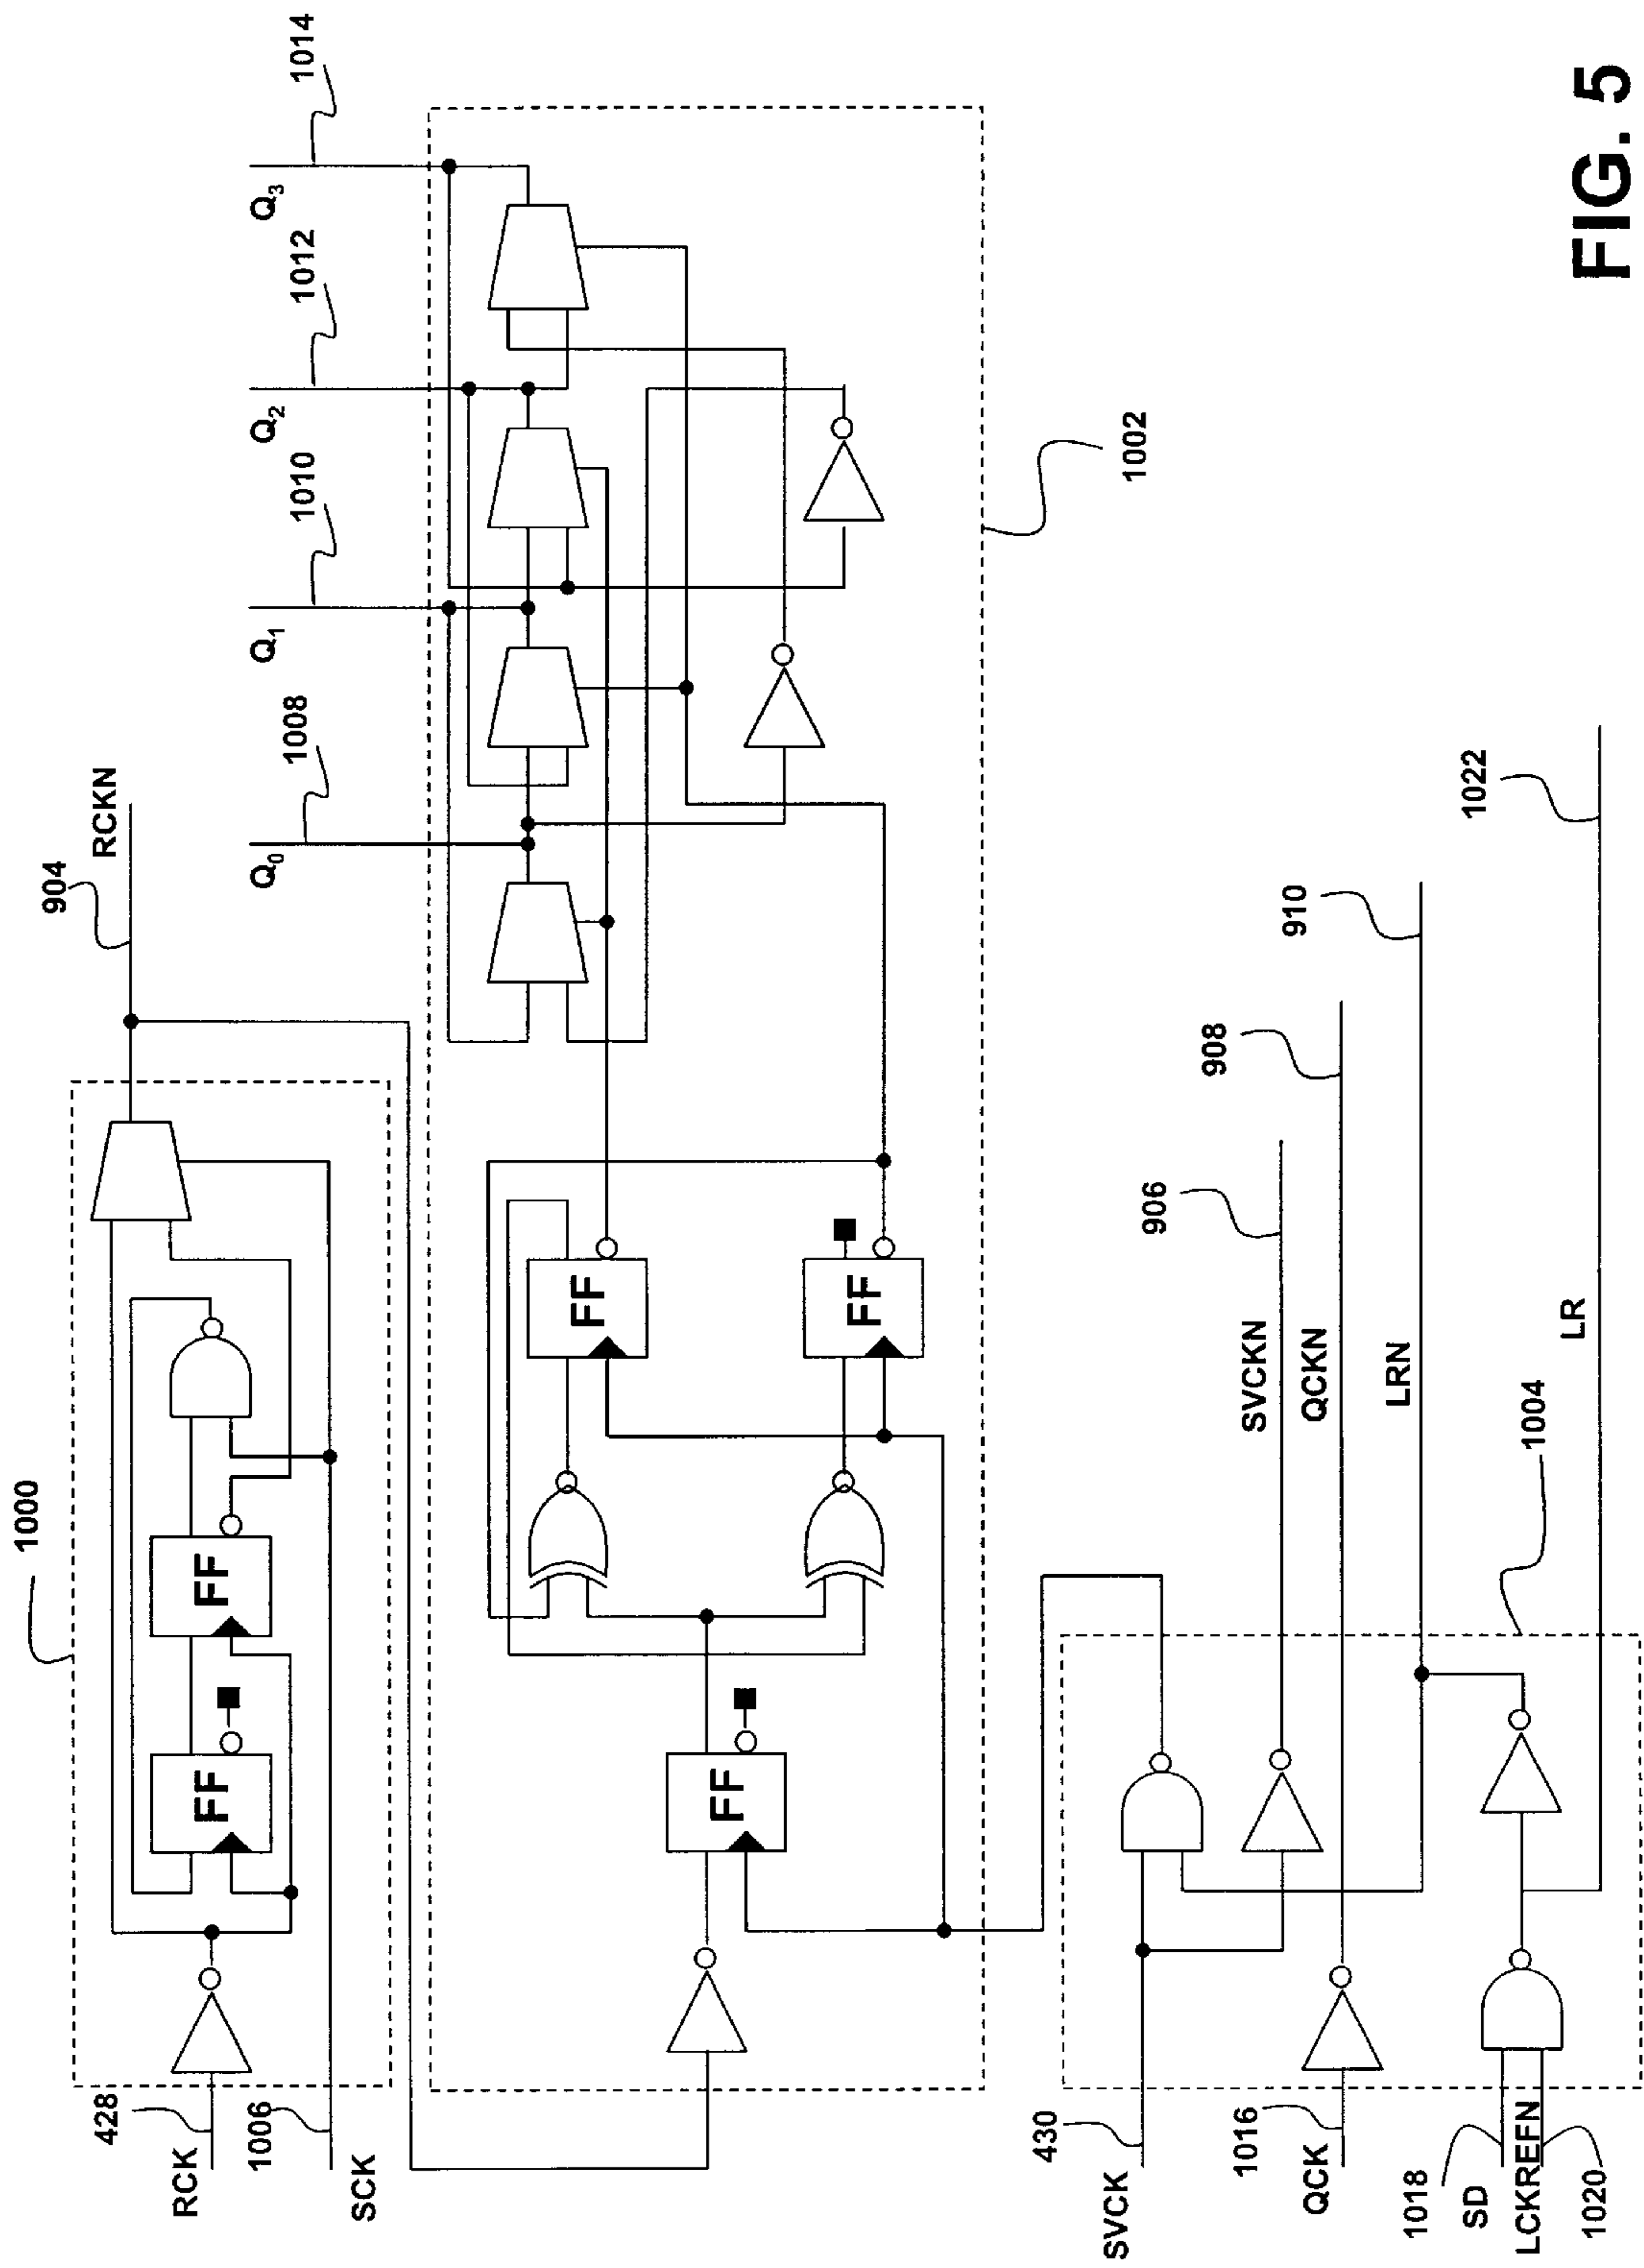 1000
428
RCK
1006
SCK
FF
FF
904
RCKN
Q0
1008
Q1
1010
Q2
1012
Q3
1014
FF
FF
FF
1002
430
SVCK
1016
QCK
1018
SD
LCKREFN
1020
1004
SVCKN
906
QCKN
908
LRN
910
LR
1022
FIG. 5